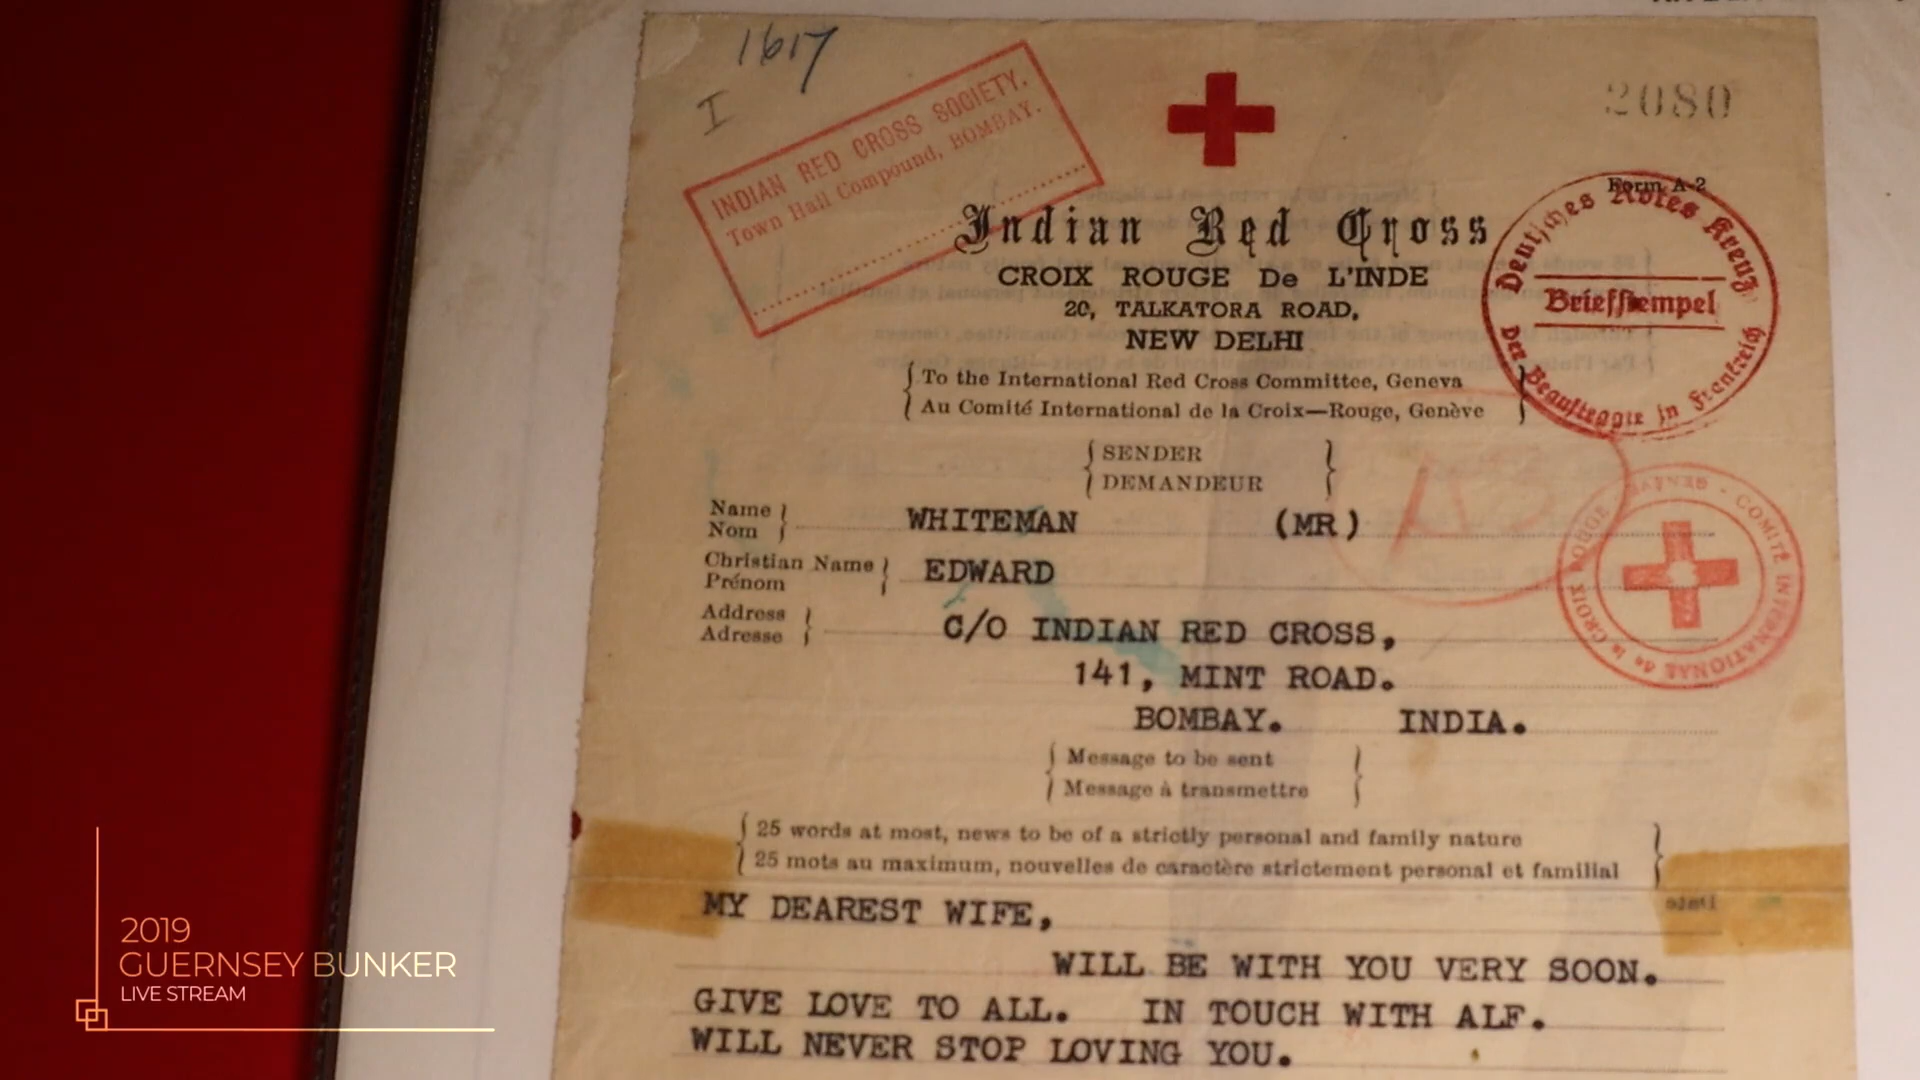 1617
I
INDIAN RED CROSS SOCIETY.
Town Hall Compound, BOMBAY.
2080
Form A-2
Indian Red Cross
CROIX ROUGE De L'INDE
20, TALKATORA ROAD,
NEW DELHI
Deutsches Rotes Kreuz
Briefstempel
Der Beauftragte in Frankreich
To the International Red Cross Committee, Geneva
Au Comité International de la Croix—Rouge, Genève
SENDER
DEMANDEUR
COMITÉ INTERNATIONAL de la CROIX ROUGE - GENÈVE -
Name
Nom
WHITEMAN (MR)
Christian Name
Prénom
EDWARD
Address
Adresse
C/O INDIAN RED CROSS,
141, MINT ROAD.
BOMBAY. INDIA.
Message to be sent
Message à transmettre
25 words at most, news to be of a strictly personal and family nature
25 mots au maximum, nouvelles de caractère strictement personal et familial
Date
MY DEAREST WIFE,
WILL BE WITH YOU VERY SOON.
GIVE LOVE TO ALL. IN TOUCH WITH ALF.
WILL NEVER STOP LOVING YOU.
2019
GUERNSEY BUNKER
LIVE STREAM